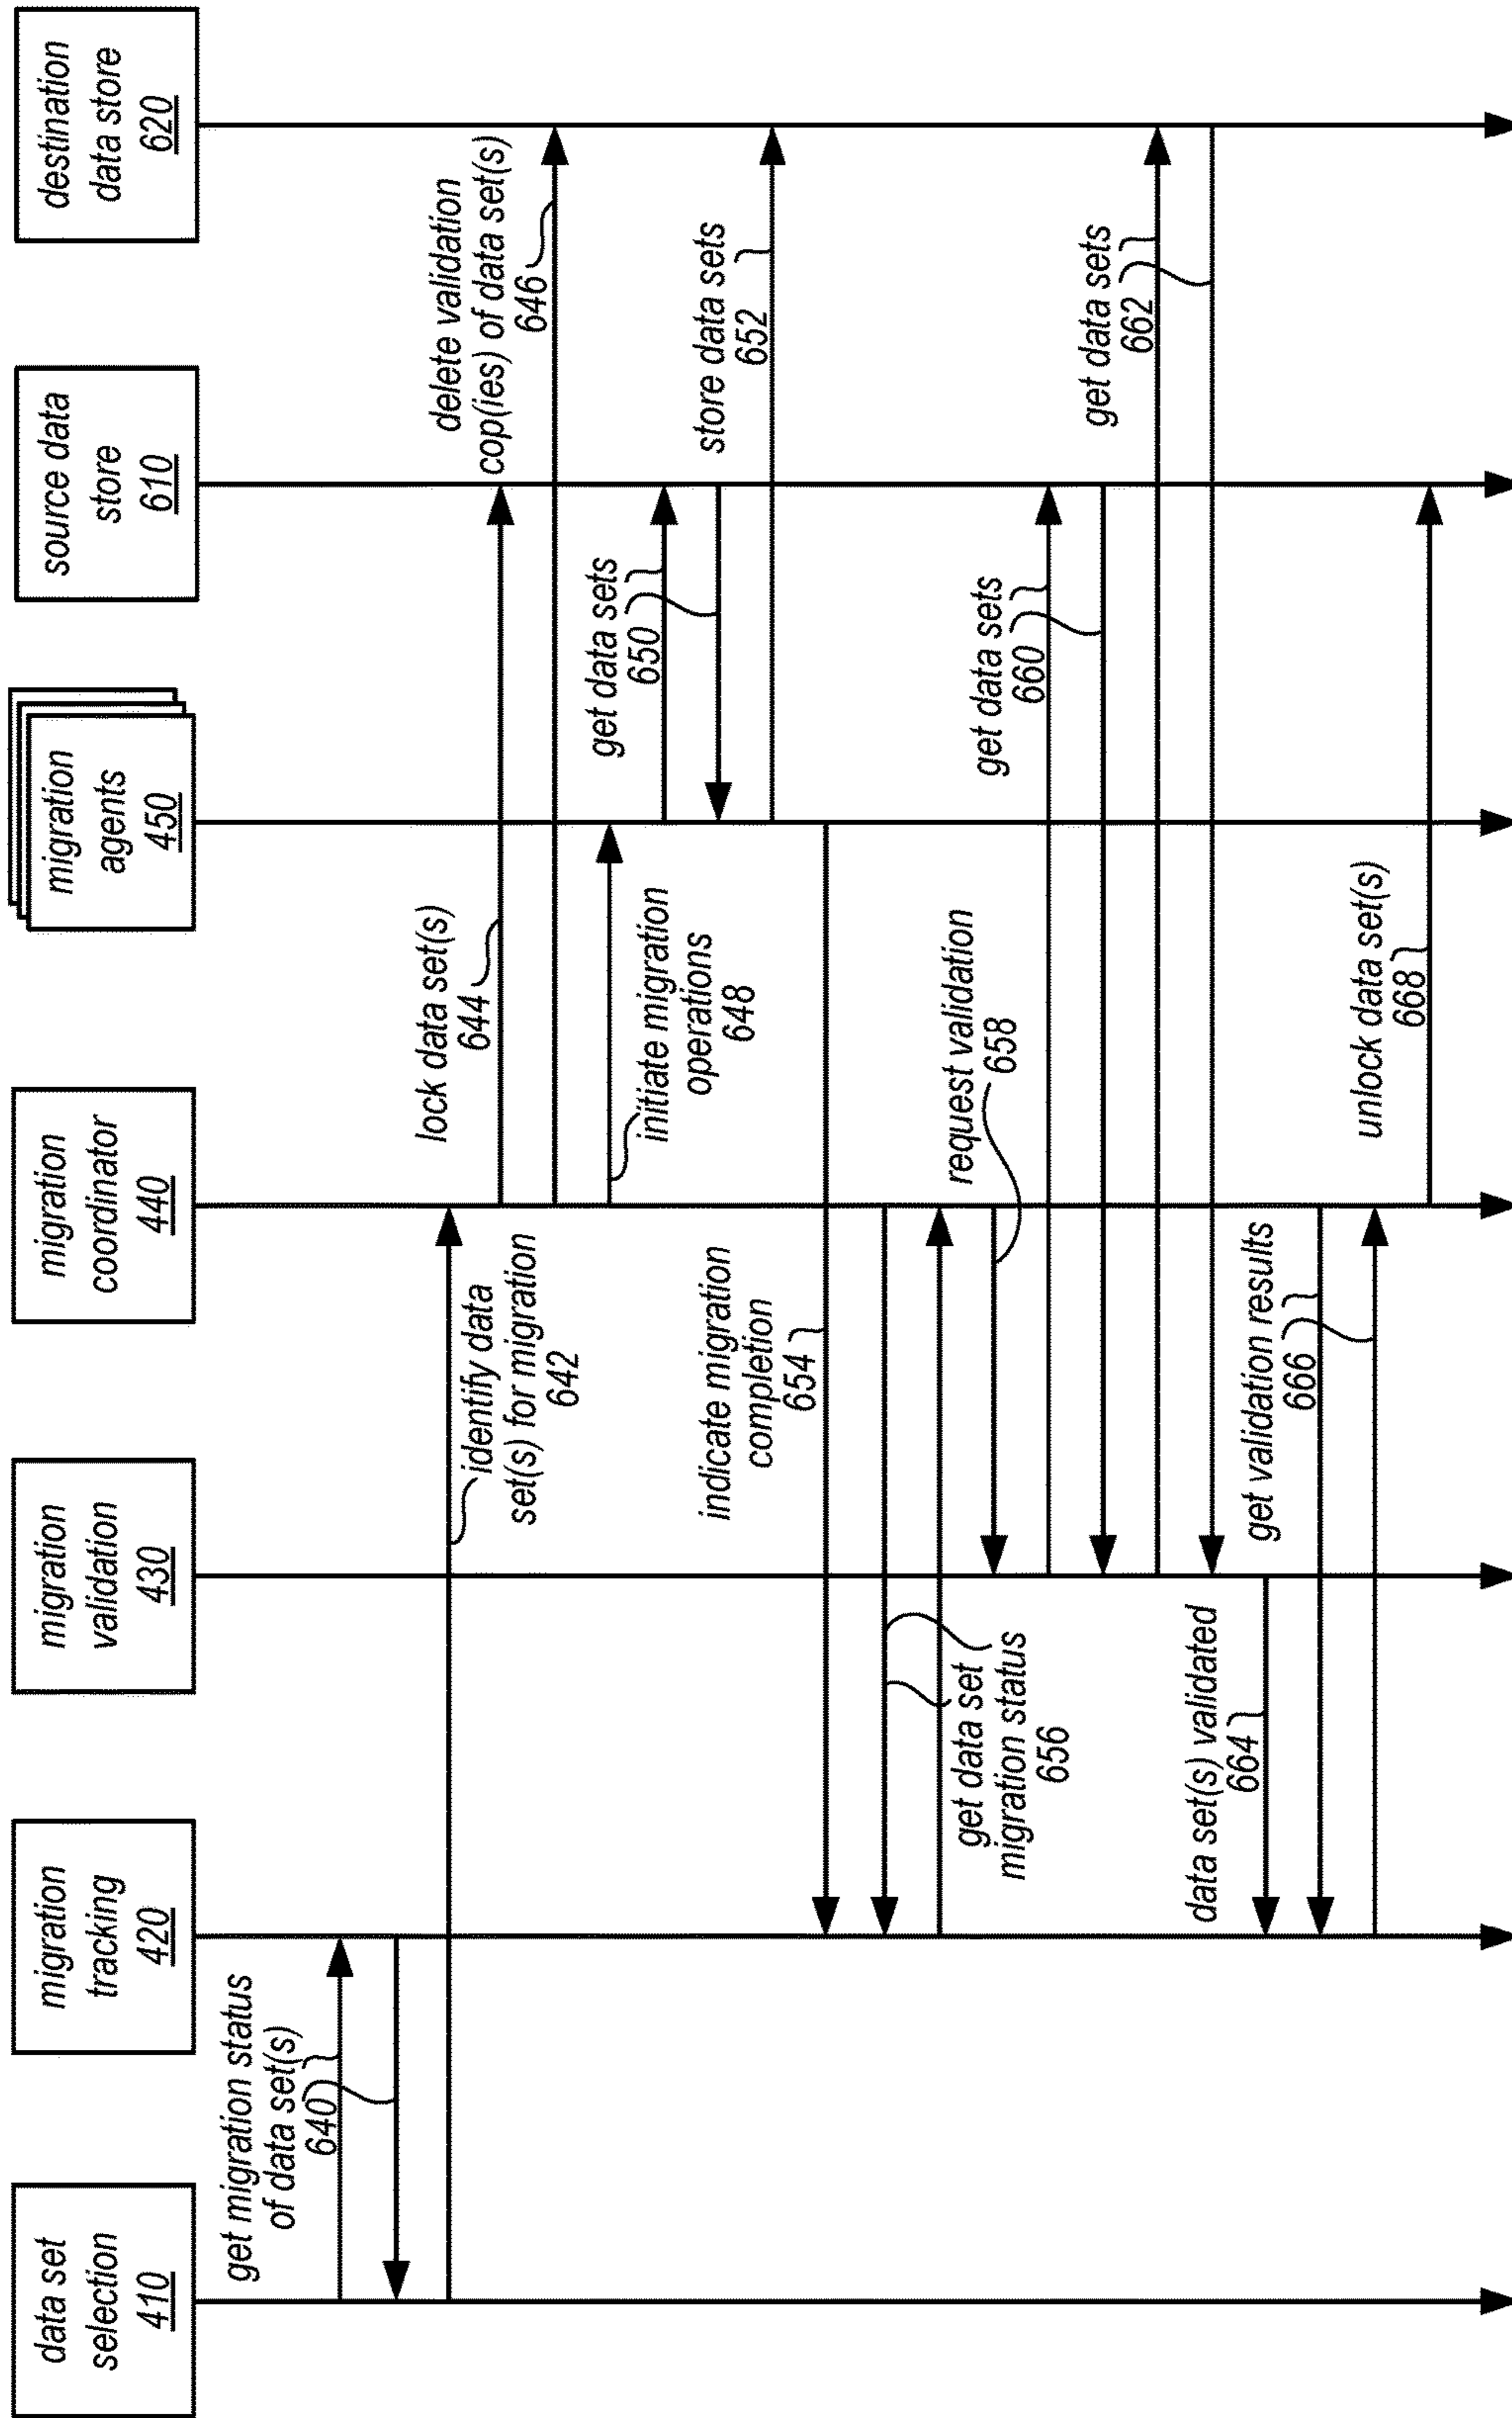 data set
selection
410
migration
tracking
420
migration
validation
430
migration
coordinator
440
migration
agents
450
source data
store
610
destination
data store
620
get migration status
of data set(s)
640
identify data
set(s) for migration
642
lock data set(s)
644
delete validation
cop(ies) of data set(s)
646
initiate migration
operations
648
get data sets
650
store data sets
652
indicate migration
completion
654
get data set
migration status
656
request validation
658
get data sets
660
get data sets
662
data set(s) validated
664
get validation results
666
unlock data set(s)
668